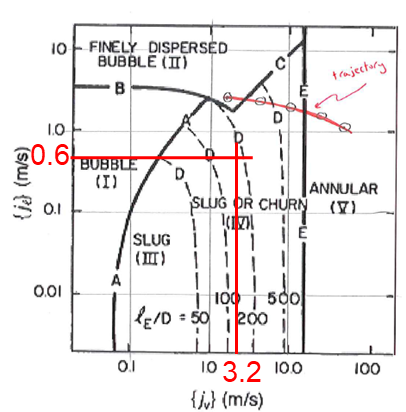 10
FINELY DISPERSED
BUBBLE (II)
C
trajectory
B
E
D
1.0
A
D
0.6
BUBBLE
(I)
D
D
{jℓ} (m/s)
SLUG OR CHURN
(IV)
ANNULAR
(V)
0.1
SLUG
(III)
E
A
0.01
100
500
ℓE/D = 50
200
0.1
1.0
10.0
100
3.2
{jv} (m/s)